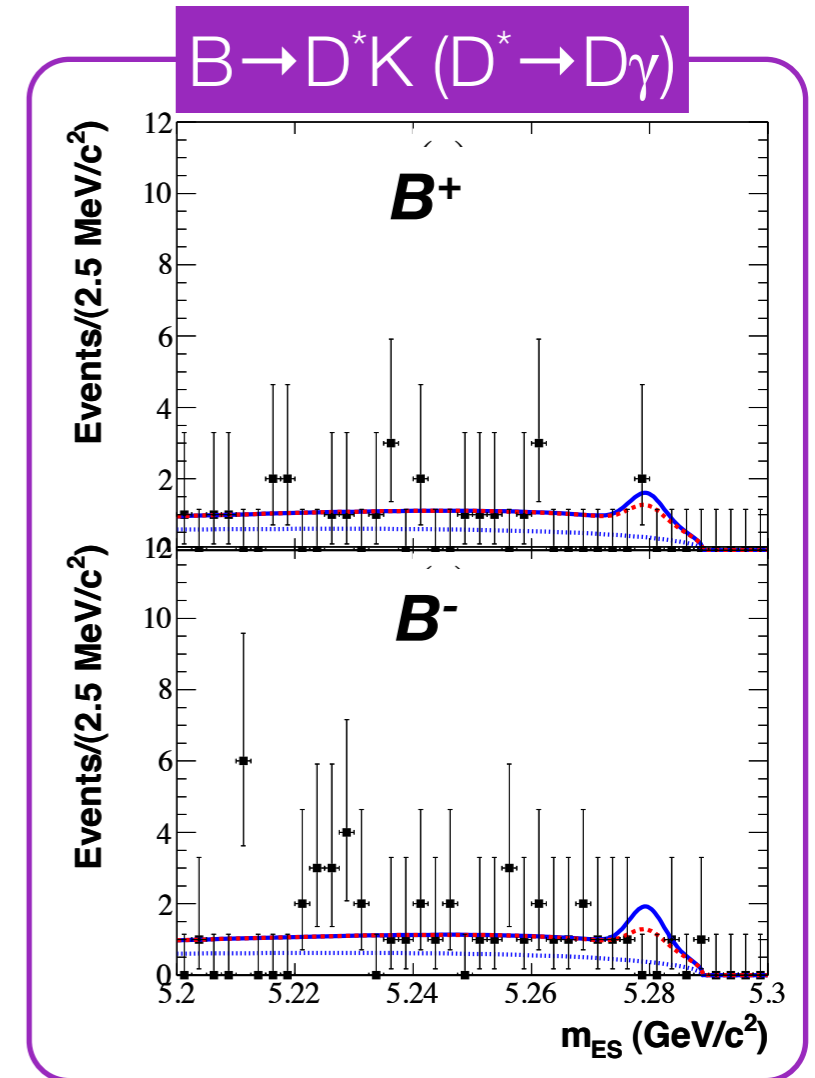 B→D*K (D*→Dγ)
12
10
8
6
4
2
Events/(2.5 MeV/c²)
B⁺
10
8
6
4
2
0
Events/(2.5 MeV/c²)
B⁻
5.2 5.22 5.24 5.26 5.28 5.3
m_ES (GeV/c²)